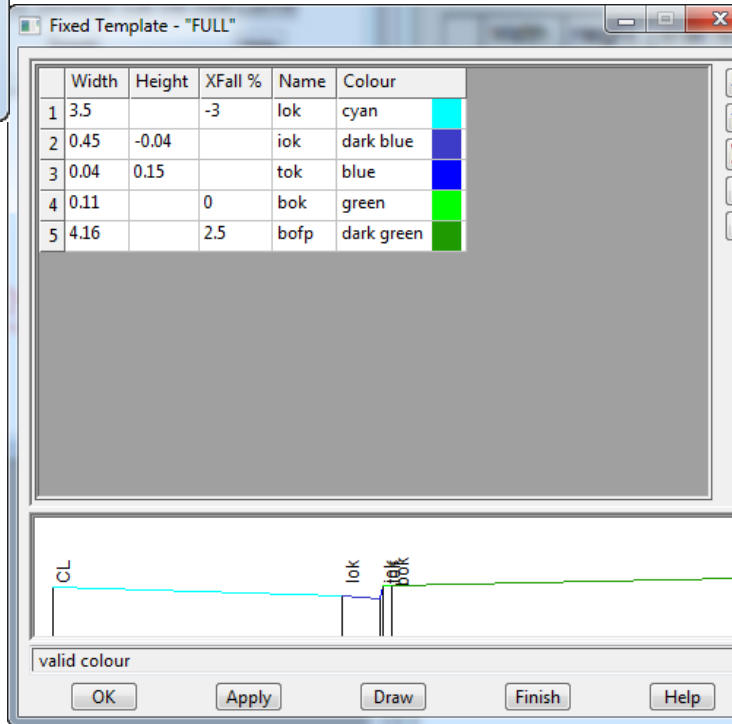 Fixed Template - "FULL"
Width Height XFall % Name Colour
1 3.5 -3 lok cyan
2 0.45 -0.04 iok dark blue
3 0.04 0.15 tok blue
4 0.11 0 bok green
5 4.16 2.5 bofp dark green
CL
lok
bok
valid colour
OK Apply Draw Finish Help